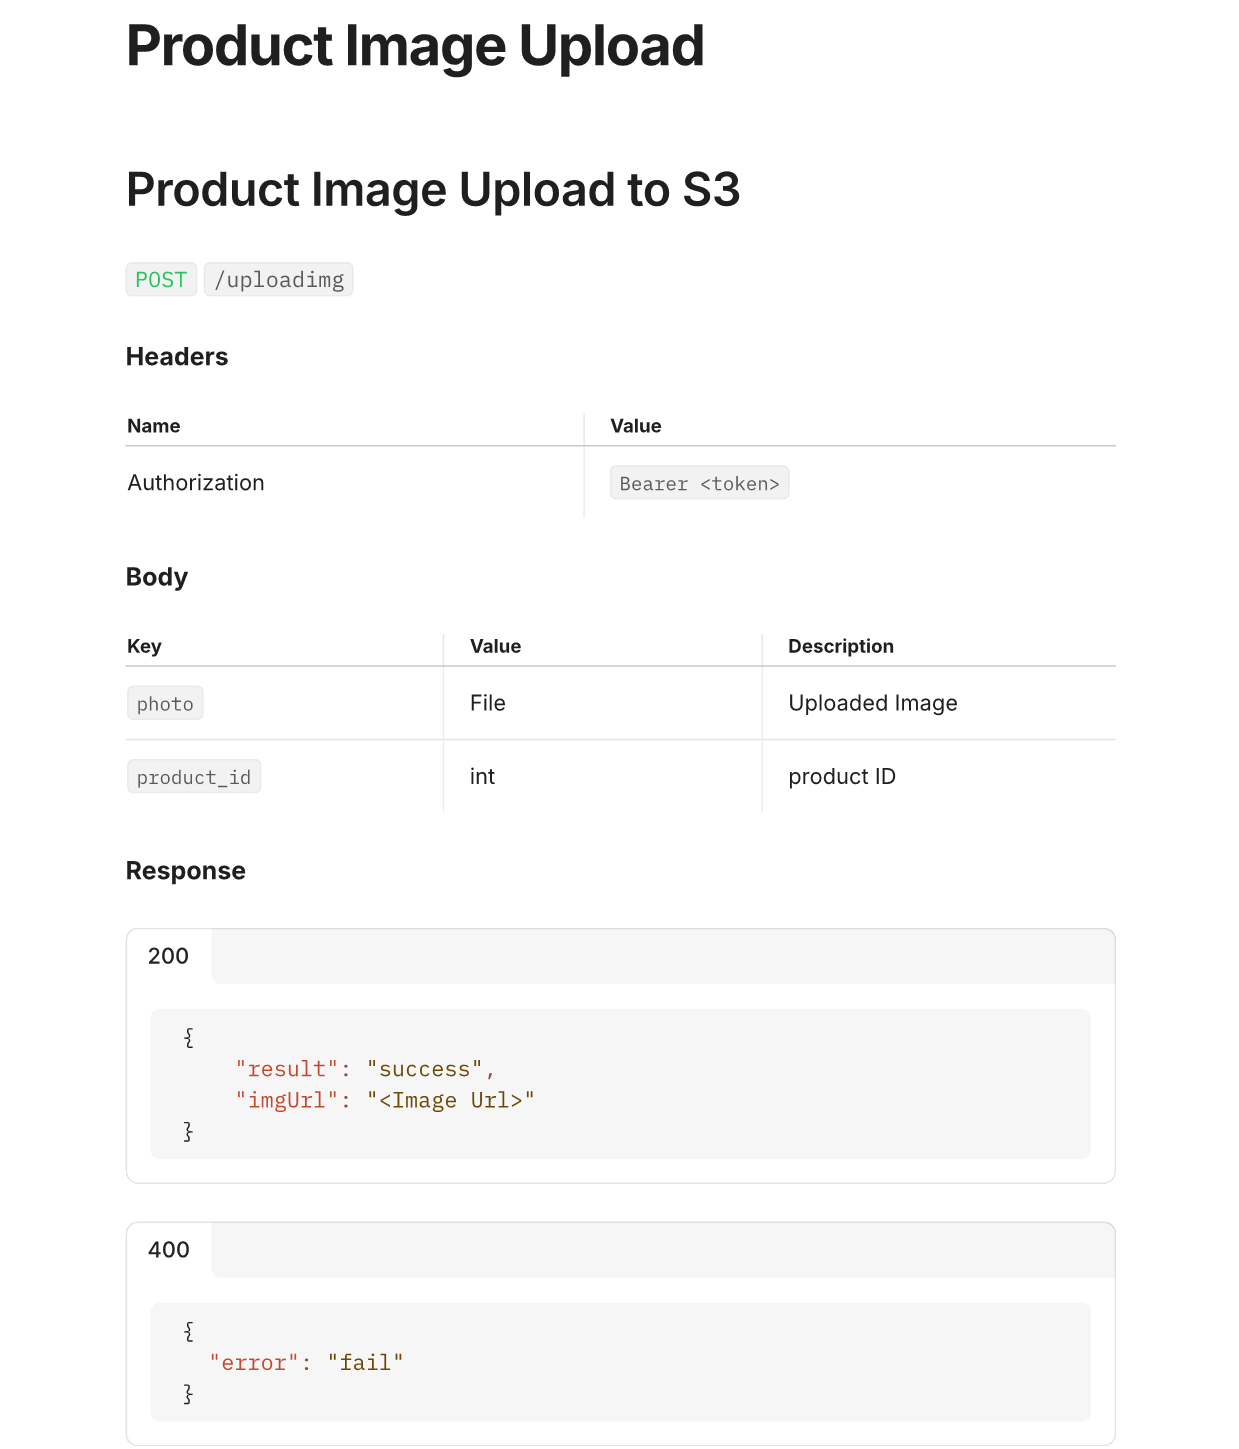 Product Image Upload
Product Image Upload to S3
POST /uploadimg
Headers
Name Value
Authorization Bearer <token>
Body
Key Value Description
photo File Uploaded Image
product_id int product ID
Response
200
{
    "result": "success",
    "imgUrl": "<Image Url>"
}
400
{
  "error": "fail"
}